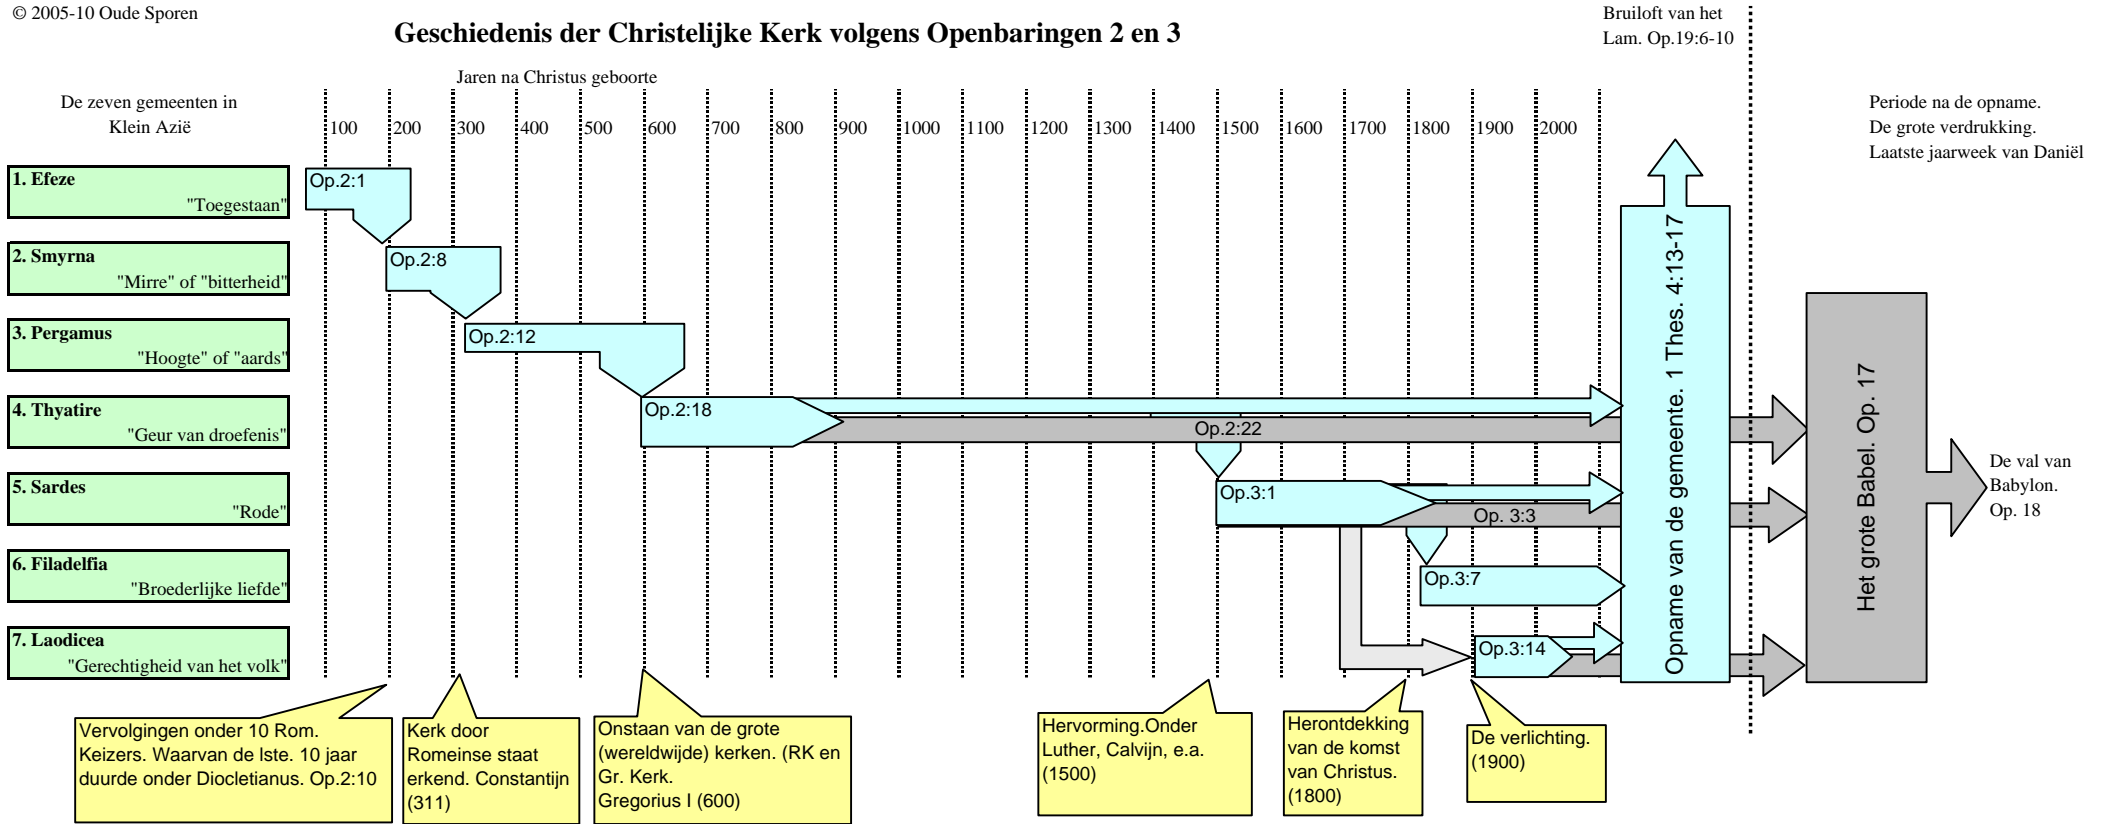 © 2005-10 Oude Sporen
Geschiedenis der Christelijke Kerk volgens Openbaringen 2 en 3
Bruiloft van het
Lam. Op.19:6-10
Jaren na Christus geboorte
De zeven gemeenten in
Klein Azië
100 200 300 400 500 600 700 800 900 1000 1100 1200 1300 1400 1500 1600 1700 1800 1900 2000
Periode na de opname.
De grote verdrukking.
Laatste jaarweek van Daniël
1. Efeze
"Toegestaan"
Op.2:1
2. Smyrna
"Mirre" of "bitterheid"
Op.2:8
3. Pergamus
"Hoogte" of "aards"
Op.2:12
4. Thyatire
"Geur van droefenis"
Op.2:18
Op.2:22
5. Sardes
"Rode"
Op.3:1
Op. 3:3
6. Filadelfia
"Broederlijke liefde"
Op.3:7
7. Laodicea
"Gerechtigheid van het volk"
Op.3:14
Opname van de gemeente. 1 Thes. 4:13-17
Het grote Babel. Op. 17
De val van
Babylon.
Op. 18
Vervolgingen onder 10 Rom.
Keizers. Waarvan de lste. 10 jaar
duurde onder Diocletianus. Op.2:10
Kerk door
Romeinse staat
erkend. Constantijn
(311)
Onstaan van de grote
(wereldwijde) kerken. (RK en
Gr. Kerk.
Gregorius I (600)
Hervorming.Onder
Luther, Calvijn, e.a.
(1500)
Herontdekking
van de komst
van Christus.
(1800)
De verlichting.
(1900)